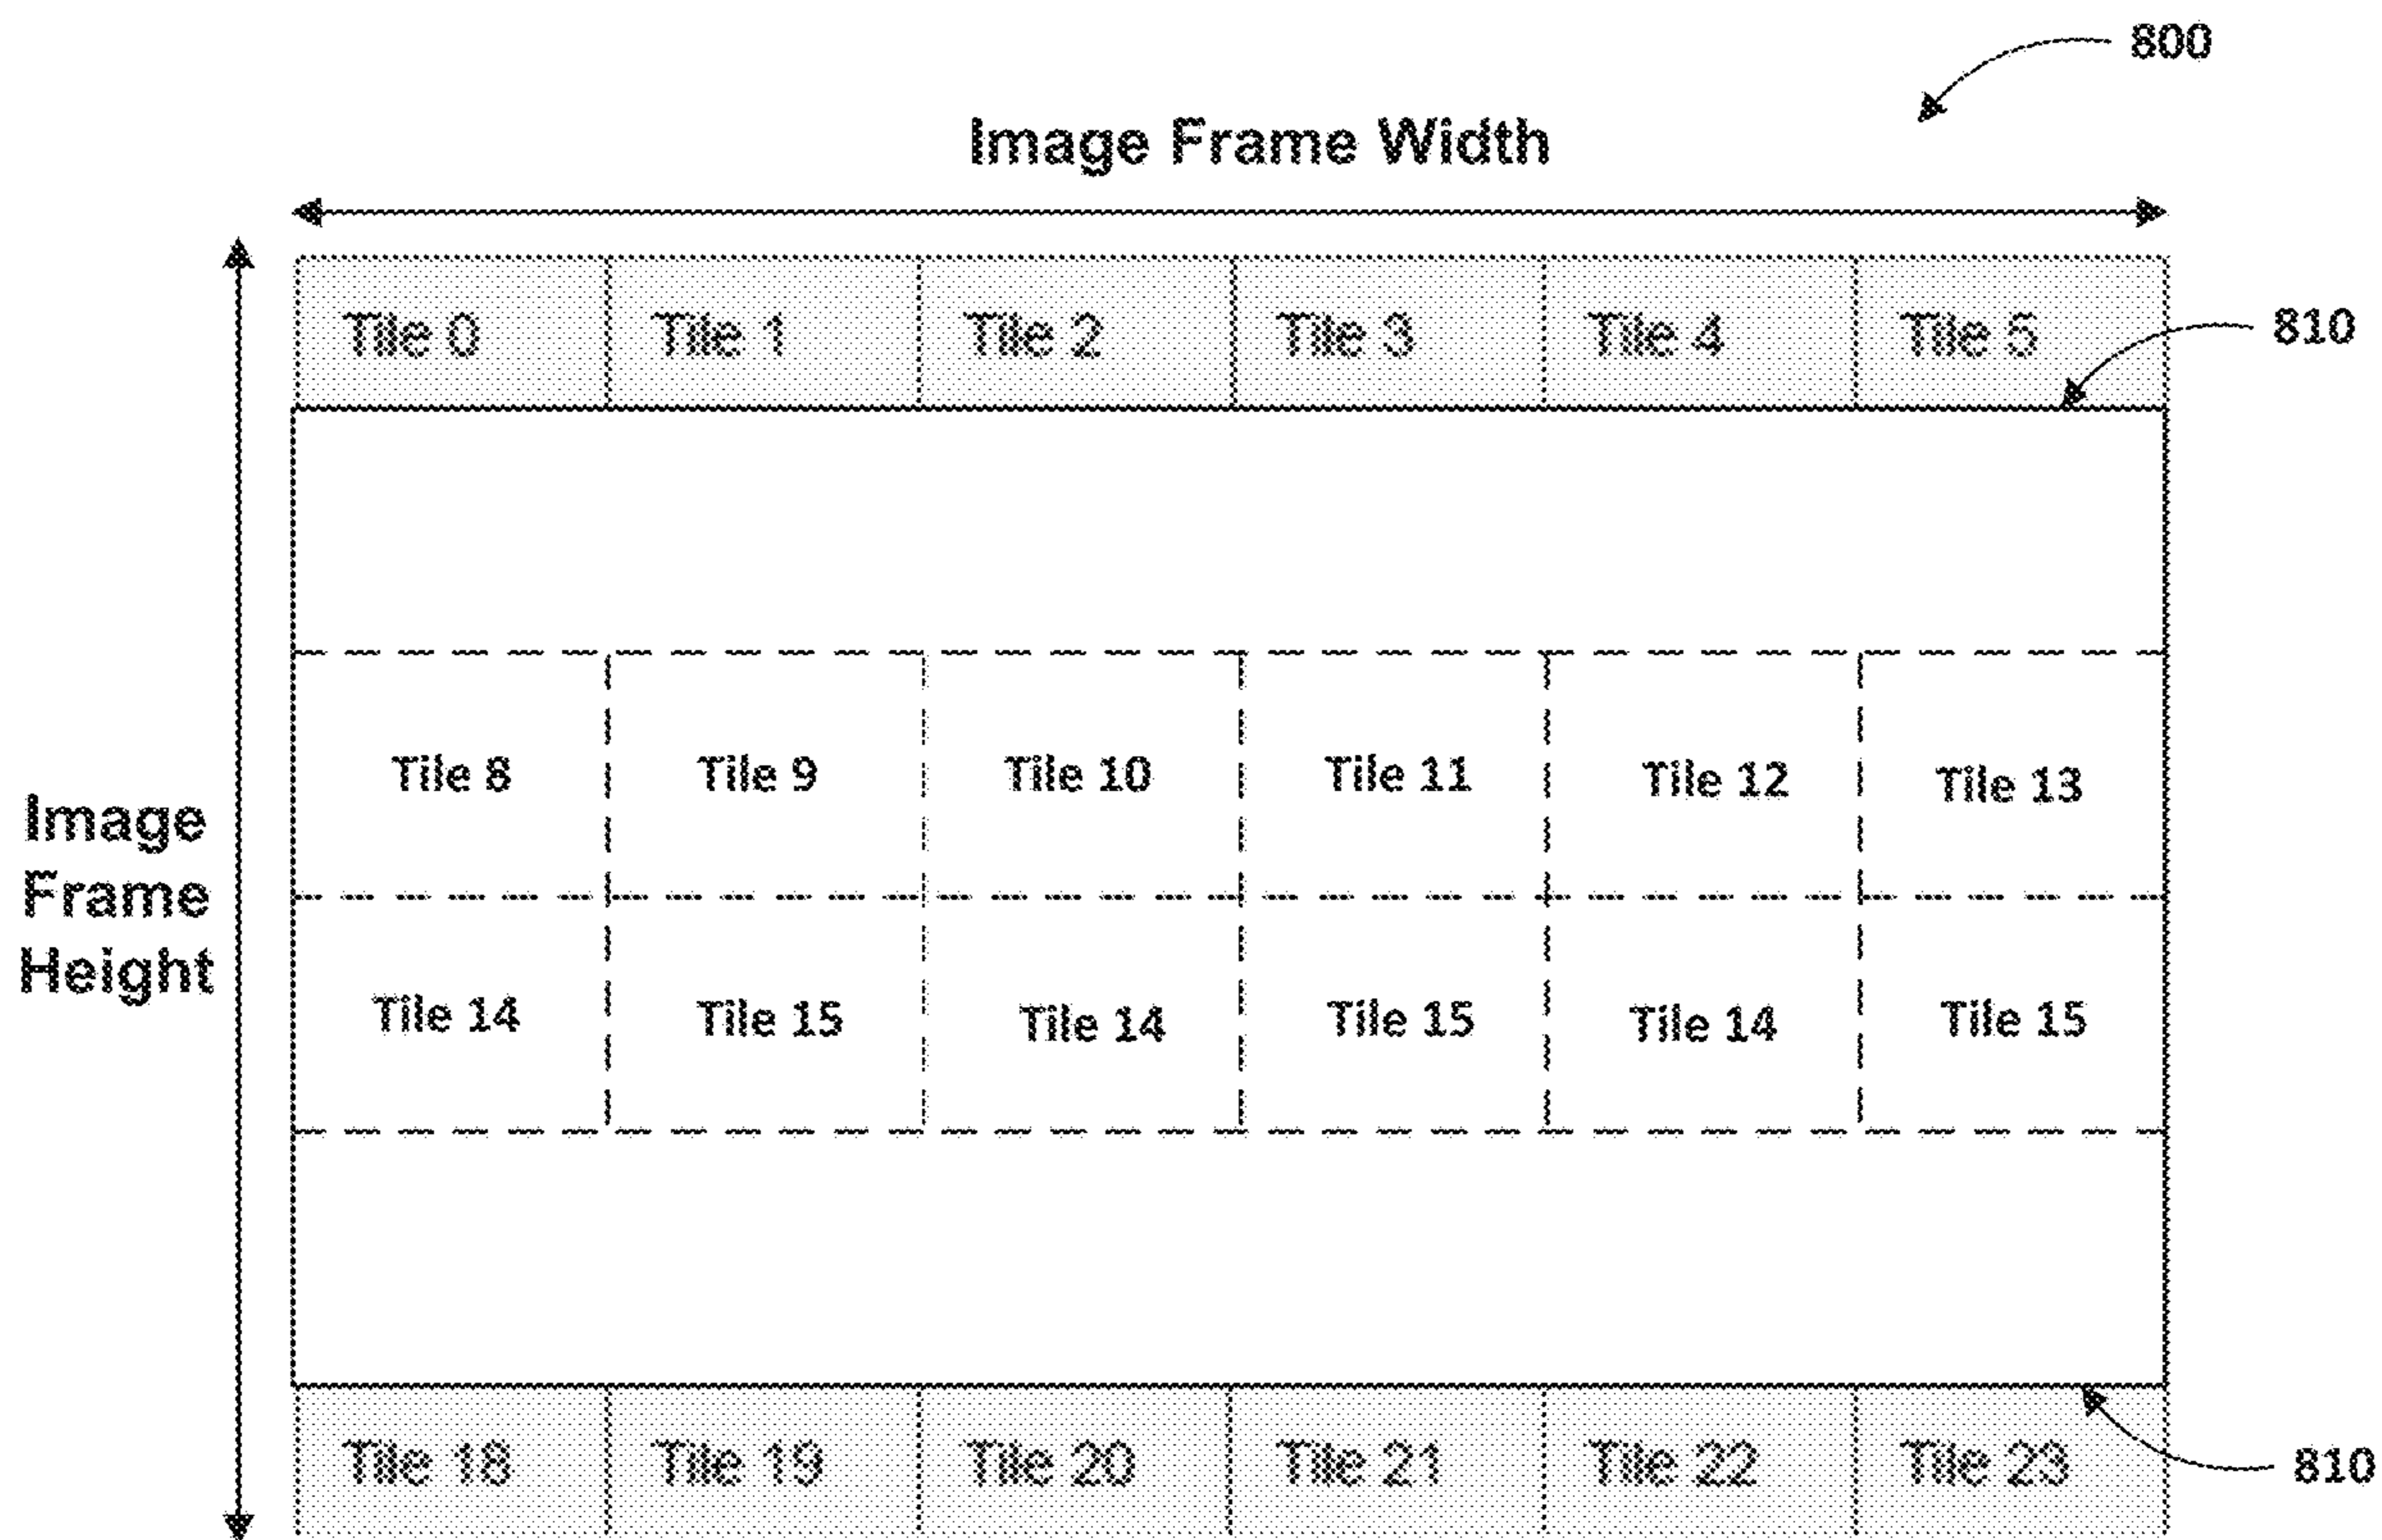 800
Image Frame Width
Tile 0 Tile 1 Tile 2 Tile 3 Tile 4 Tile 5
810
Tile 8 Tile 9 Tile 10 Tile 11 Tile 12 Tile 13
Image
Frame
Height
Tile 14 Tile 15 Tile 14 Tile 15 Tile 14 Tile 15
Tile 18 Tile 19 Tile 20 Tile 21 Tile 22 Tile 23
810